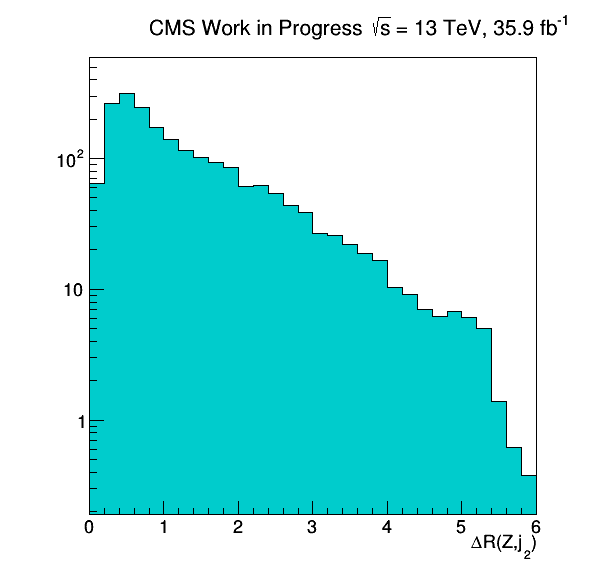 CMS Work in Progress √s = 13 TeV, 35.9 fb⁻¹
10²
10
1
0 1 2 3 4 5 6
ΔR(Z,j₂)